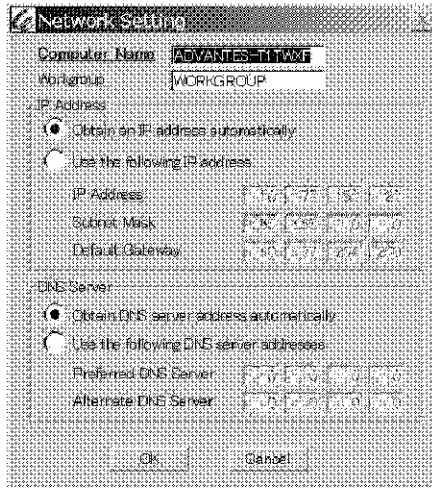 Network Setting
Computer Name ADVANTES-T1TWXF
Workgroup WORKGROUP
IP Address
Obtain an IP address automatically
Use the following IP address
IP Address
Subnet Mask
Default Gateway
DNS Server
Obtain DNS server address automatically
Use the following DNS server addresses
Preferred DNS Server
Alternate DNS Server
OK Cancel